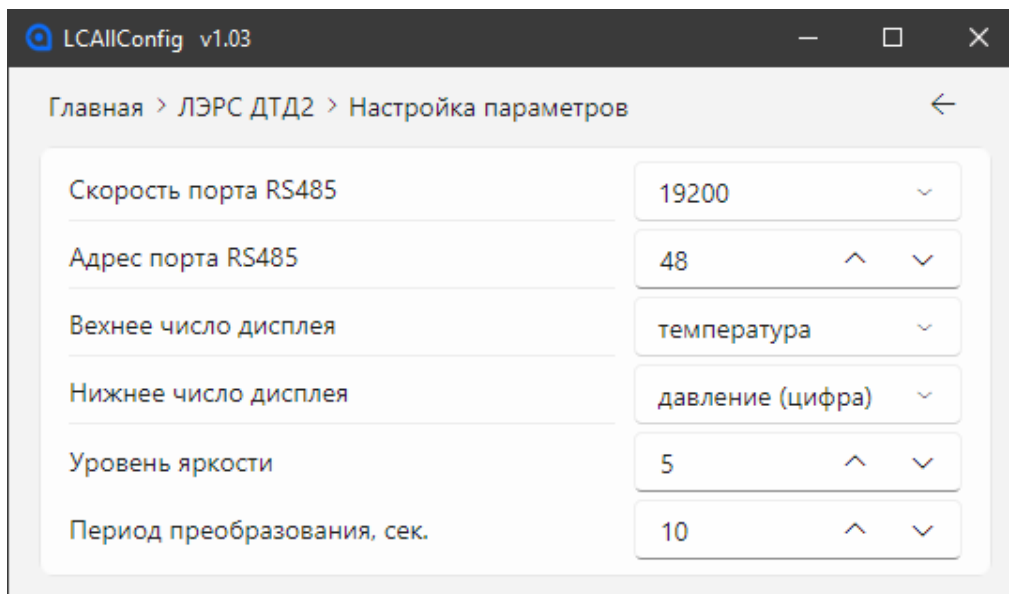 LCAllConfig v1.03
Главная > ЛЭРС ДТД2 > Настройка параметров
Скорость порта RS485 19200
Адрес порта RS485 48
Вехнее число дисплея температура
Нижнее число дисплея давление (цифра)
Уровень яркости 5
Период преобразования, сек. 10